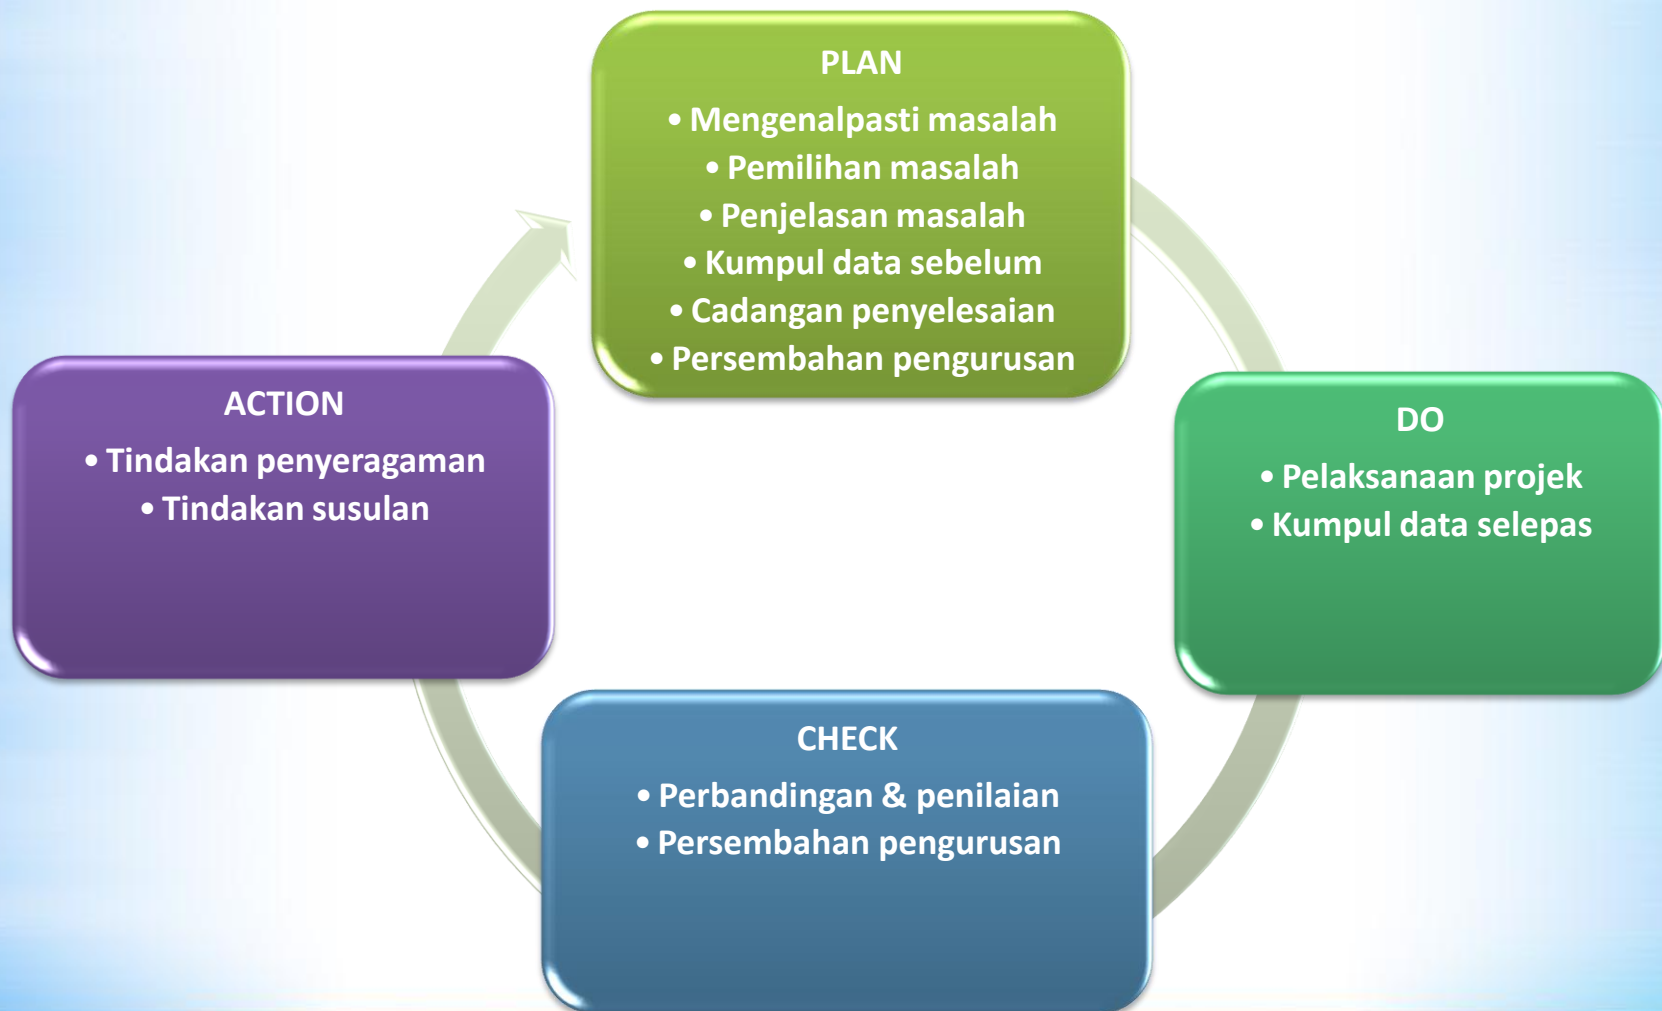 PLAN
• Mengenalpasti masalah
• Pemilihan masalah
• Penjelasan masalah
• Kumpul data sebelum
• Cadangan penyelesaian
• Persembahan pengurusan
DO
• Pelaksanaan projek
• Kumpul data selepas
CHECK
• Perbandingan & penilaian
• Persembahan pengurusan
ACTION
• Tindakan penyeragaman
• Tindakan susulan